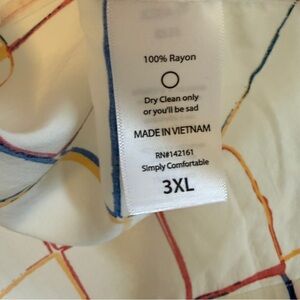 100% Rayon
Dry Clean only
or you'll be sad
MADE IN VIETNAM
RN#142161
Simply Comfortable
3XL